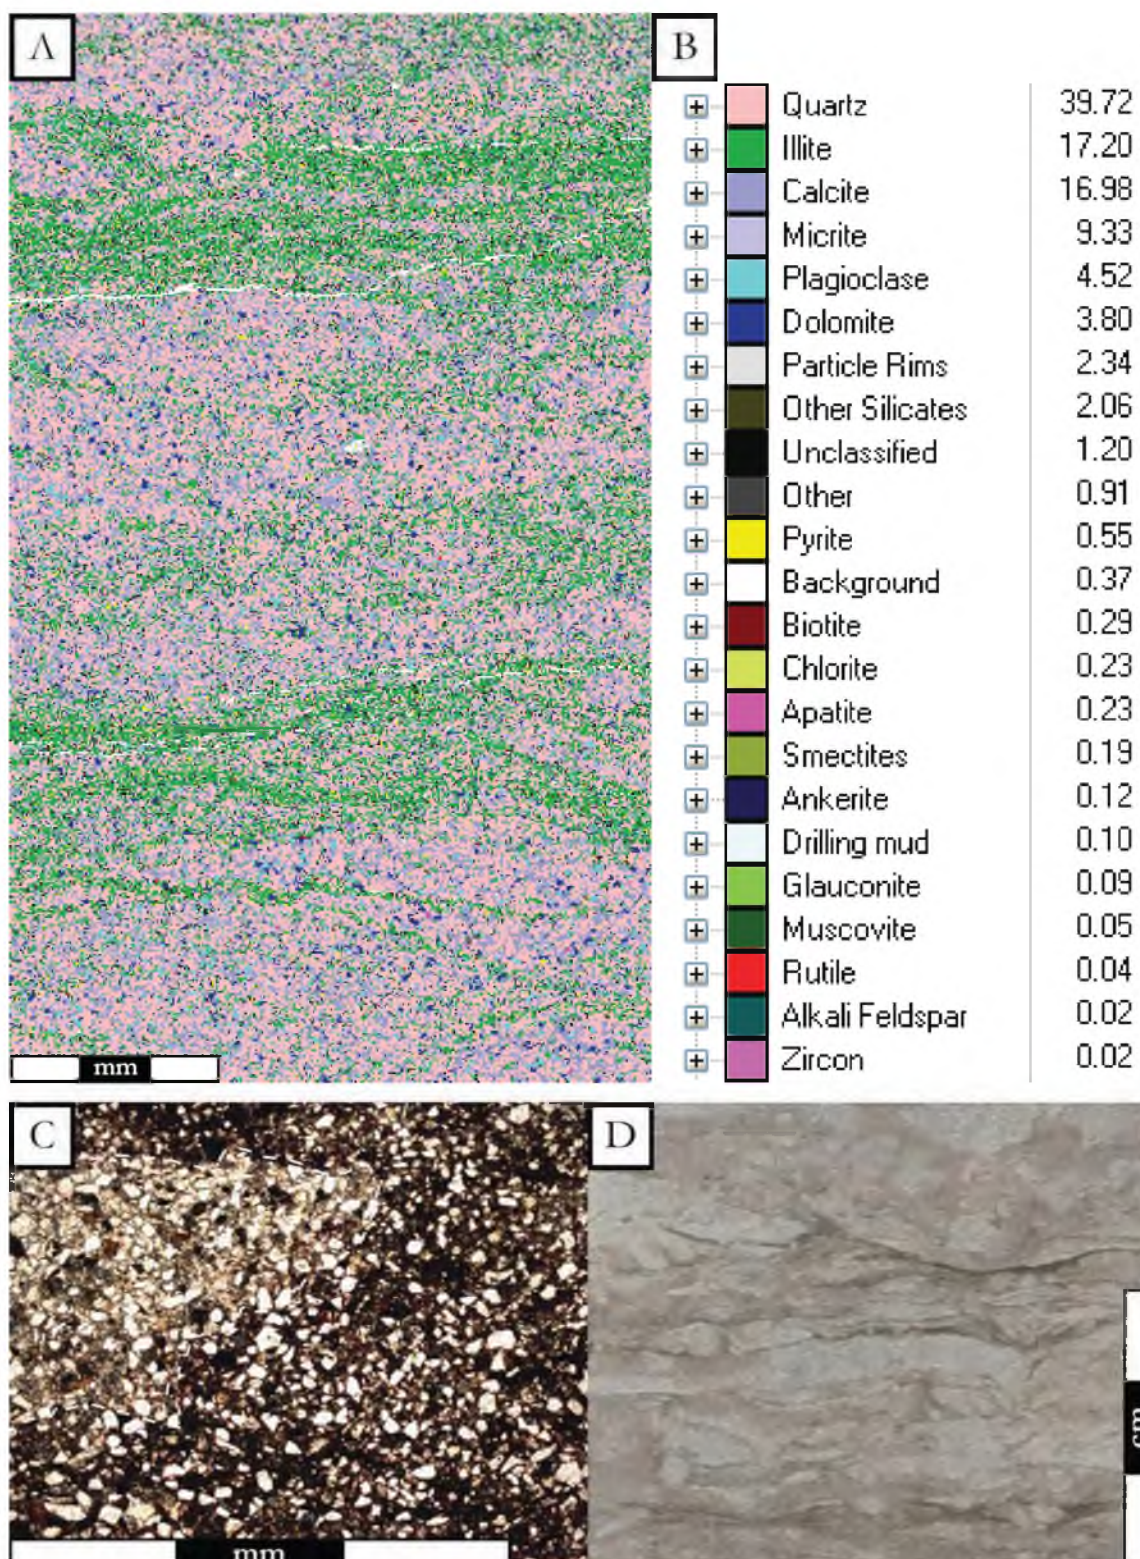 A
B
Quartz 39.72
Illite 17.20
Calcite 16.98
Micrite 9.33
Plagioclase 4.52
Dolomite 3.80
Particle Rims 2.34
Other Silicates 2.06
Unclassified 1.20
Other 0.91
Pyrite 0.55
Background 0.37
Biotite 0.29
Chlorite 0.23
Apatite 0.23
Smectites 0.19
Ankerite 0.12
Drilling mud 0.10
Glauconite 0.09
Muscovite 0.05
Rutile 0.04
Alkali Feldspar 0.02
Zircon 0.02
mm
C
D
mm
cm